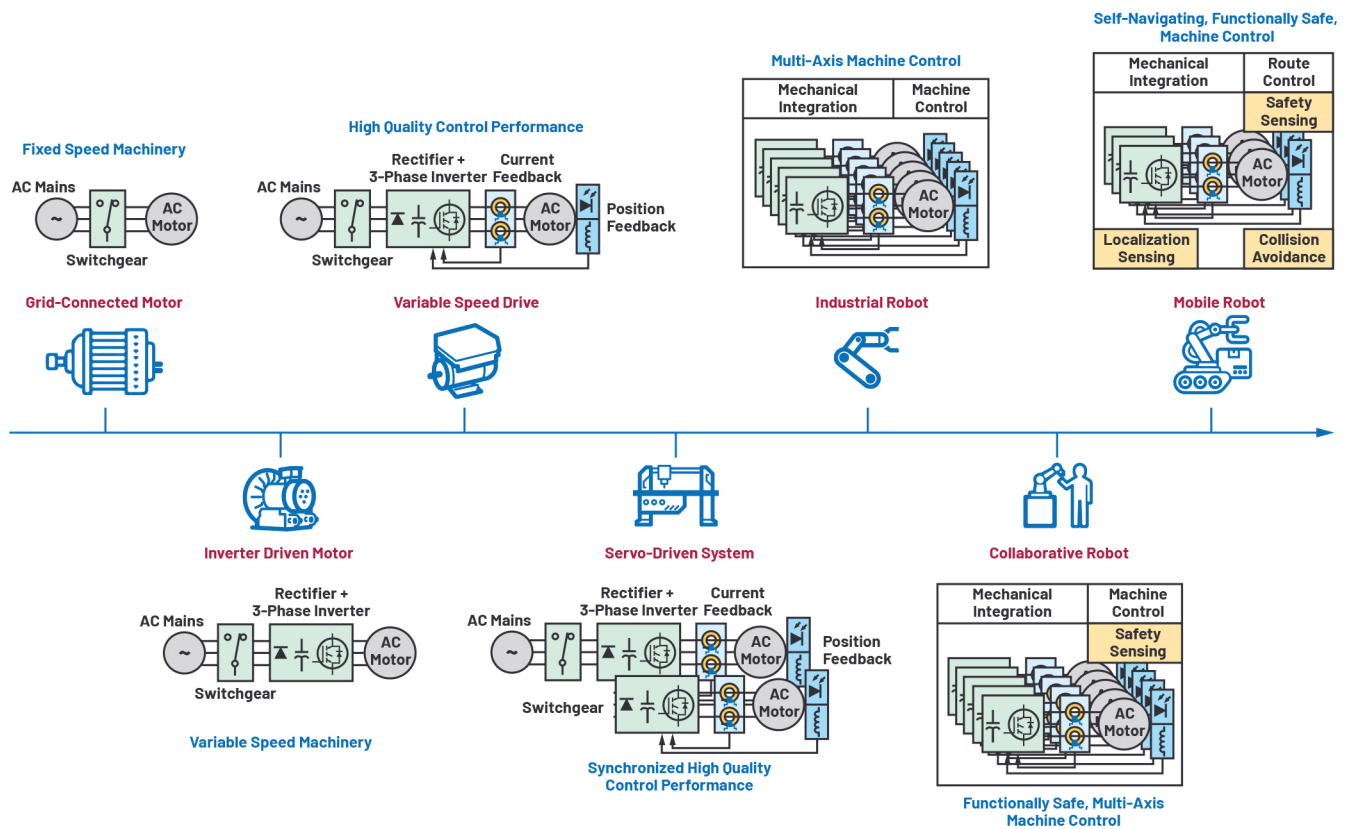 Fixed Speed Machinery
AC Mains
~
AC
Motor
Switchgear
Grid-Connected Motor
High Quality Control Performance
AC Mains
Rectifier +
3-Phase Inverter
Current
Feedback
~
AC
Motor
Position
Feedback
Switchgear
Variable Speed Drive
Multi-Axis Machine Control
Mechanical
Integration
Machine
Control
AC
Motor
Industrial Robot
Self-Navigating, Functionally Safe,
Machine Control
Mechanical
Integration
Route
Control
Safety
Sensing
AC
Motor
Localization
Sensing
Collision
Avoidance
Mobile Robot
Inverter Driven Motor
AC Mains
Rectifier +
3-Phase Inverter
~
AC
Motor
Switchgear
Variable Speed Machinery
Servo-Driven System
AC Mains
Rectifier +
3-Phase Inverter
Current
Feedback
~
AC
Motor
Position
Feedback
Switchgear
AC
Motor
Synchronized High Quality
Control Performance
Collaborative Robot
Mechanical
Integration
Machine
Control
Safety
Sensing
AC
Motor
Functionally Safe, Multi-Axis
Machine Control